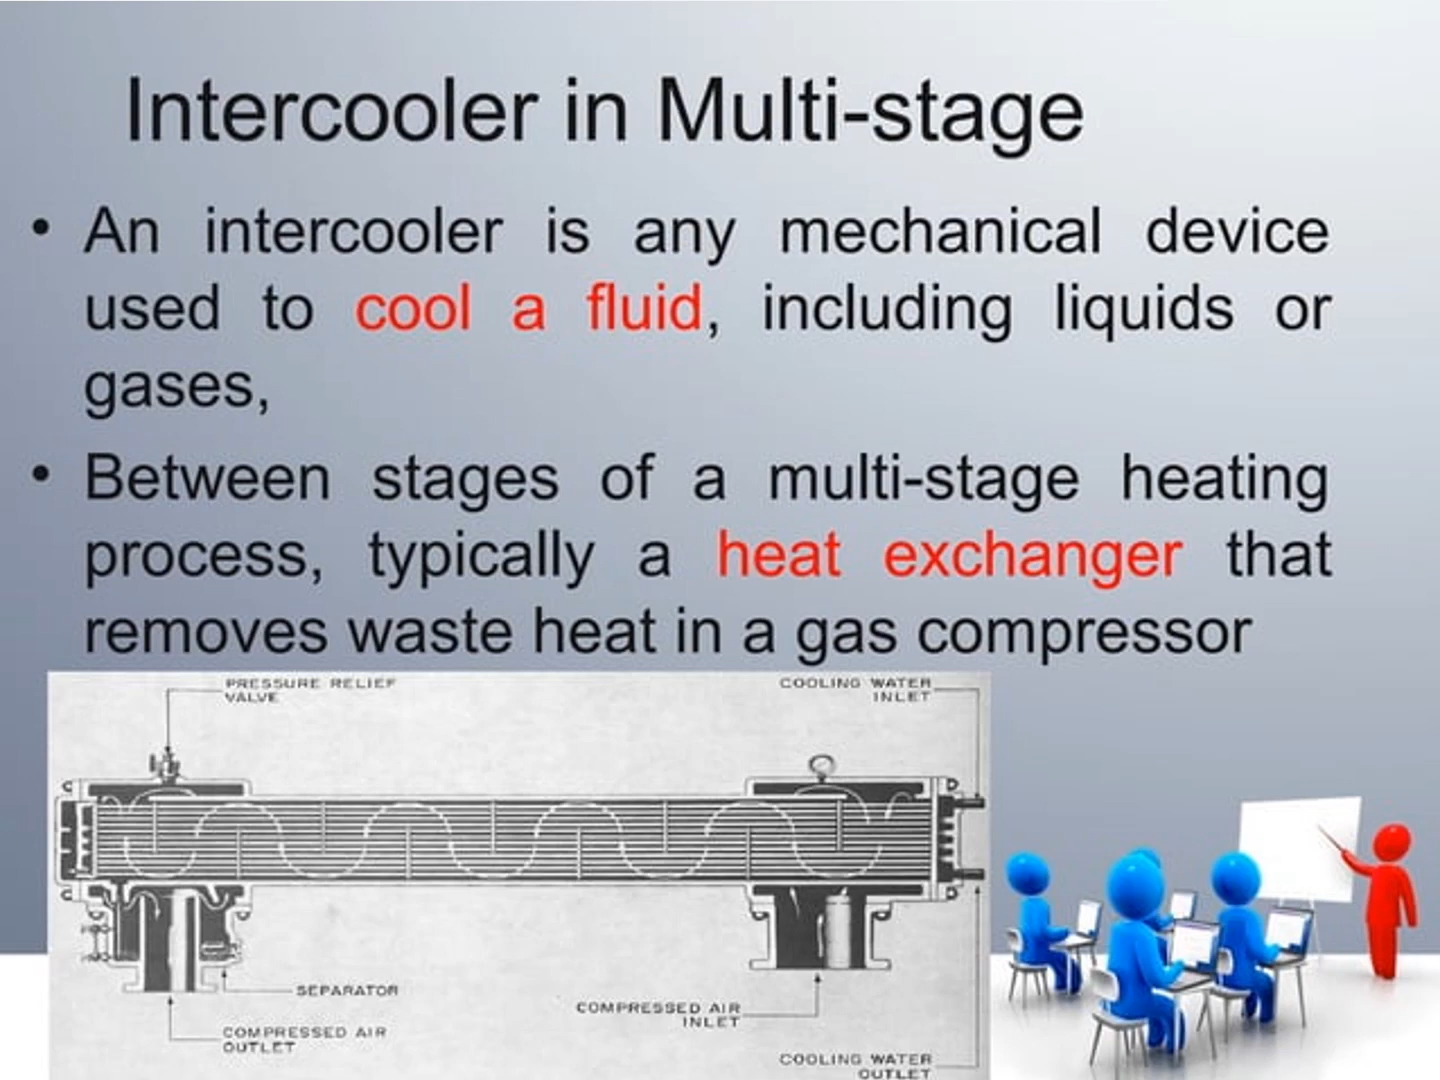 Intercooler in Multi-stage
• An intercooler is any mechanical device
used to cool a fluid, including liquids or
gases,
• Between stages of a multi-stage heating
process, typically a heat exchanger that
removes waste heat in a gas compressor
PRESSURE RELIEF
VALVE
COOLING WATER
INLET
SEPARATOR
COMPRESSED AIR
INLET
COMPRESSED AIR
OUTLET
COOLING WATER
OUTLET